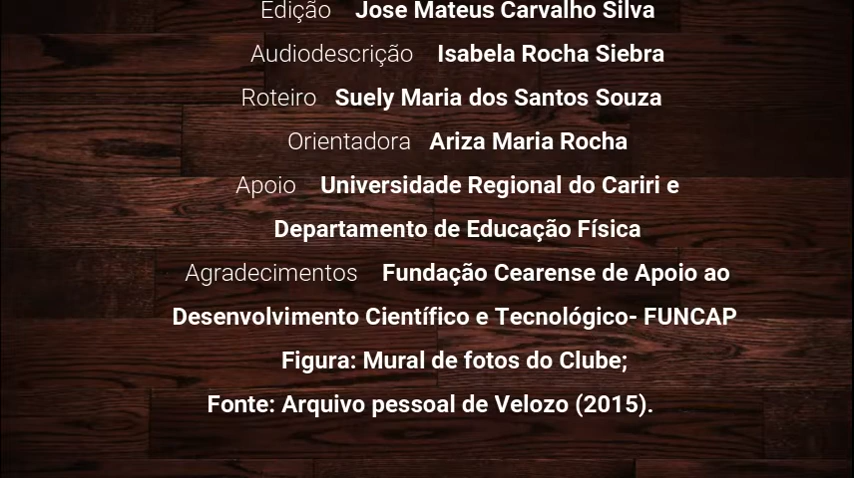 Edição Jose Mateus Carvalho Silva
Audiodescrição Isabela Rocha Siebra
Roteiro Suely Maria dos Santos Souza
Orientadora Ariza Maria Rocha
Apoio Universidade Regional do Cariri e
Departamento de Educação Física
Agradecimentos Fundação Cearense de Apoio ao
Desenvolvimento Científico e Tecnológico- FUNCAP
Figura: Mural de fotos do Clube;
Fonte: Arquivo pessoal de Velozo (2015).